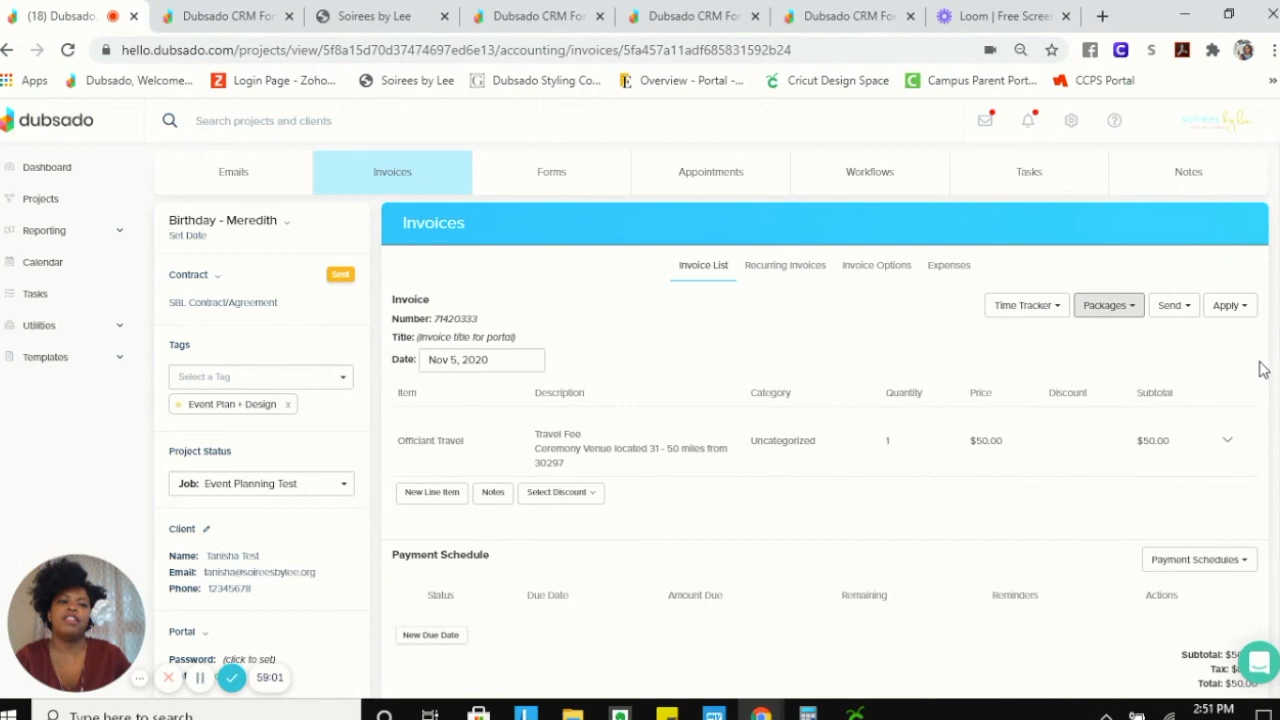 (18) Dubsado
Dubsado CRM For
Soirees by Lee
Dubsado CRM For
Dubsado CRM For
Dubsado CRM For
Loom | Free Screen
hello.dubsado.com/projects/view/5f8a15d70d37474697ed6e13/accounting/invoices/5fa457a11adf685831592b24
Apps
Dubsado, Welcome...
Login Page - Zoho...
Soirees by Lee
Dubsado Styling Co...
Overview - Portal -...
Cricut Design Space
Campus Parent Port...
CCPS Portal
dubsado
Search projects and clients
soirées by lee
Dashboard
Projects
Reporting
Calendar
Tasks
Utilities
Templates
Emails
Invoices
Forms
Appointments
Workflows
Tasks
Notes
Birthday - Meredith
Set Date
Contract
Sent
SBL Contract/Agreement
Tags
Select a Tag
Event Plan + Design x
Project Status
Job: Event Planning Test
Client
Name: Tanisha Test
Email: tanisha@soireesbylee.org
Phone: 12345678
Portal
Password: (click to set)
59:01
Invoices
Invoice List
Recurring Invoices
Invoice Options
Expenses
Invoice
Time Tracker
Packages
Send
Apply
Number: 71420333
Title: (Invoice title for portal)
Date: Nov 5, 2020
Item Description Category Quantity Price Discount Subtotal
Officiant Travel
Travel Fee
Ceremony Venue located 31 - 50 miles from
30297
Uncategorized
1
$50.00
$50.00
New Line Item
Notes
Select Discount
Payment Schedule
Payment Schedules
Status Due Date Amount Due Remaining Reminders Actions
New Due Date
Subtotal:
Tax:
Total: $50.00
Type here to search
2:51 PM